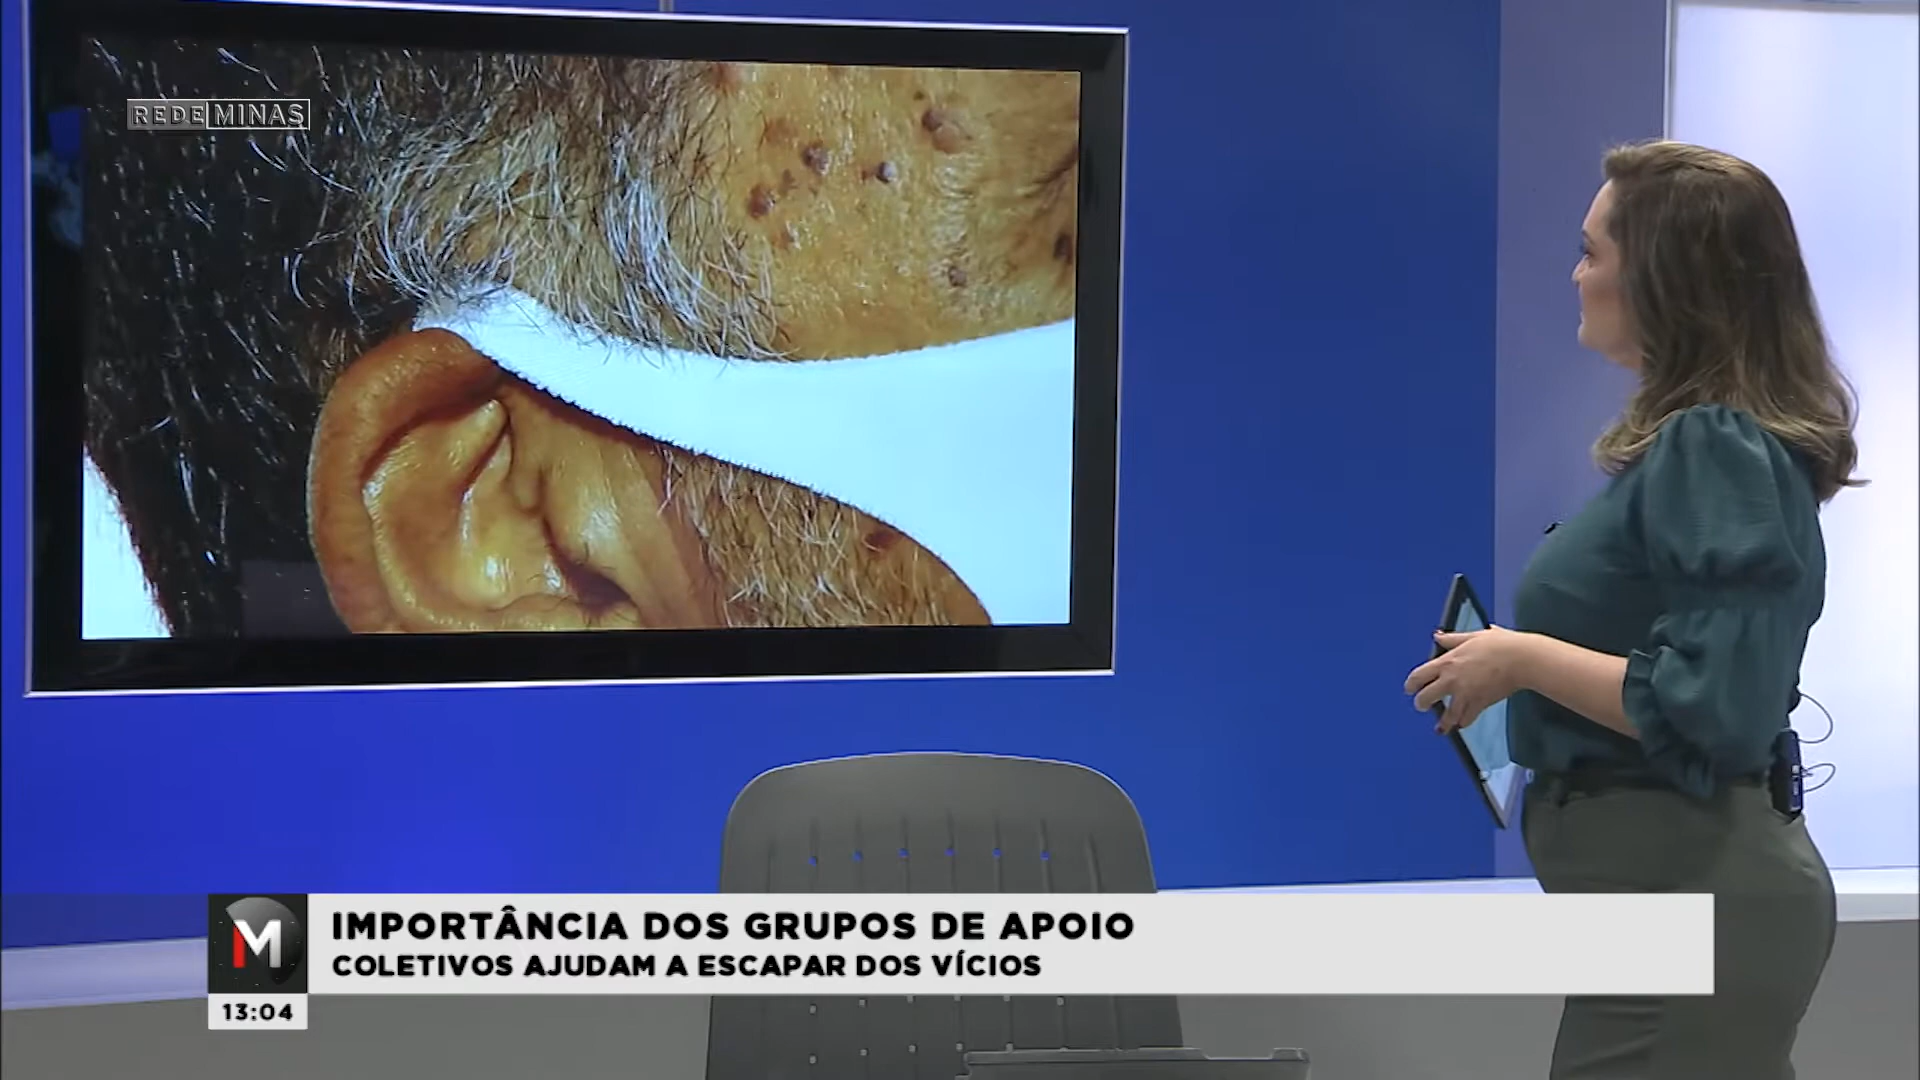 REDE MINAS
IMPORTÂNCIA DOS GRUPOS DE APOIO
COLETIVOS AJUDAM A ESCAPAR DOS VÍCIOS
M
13:04